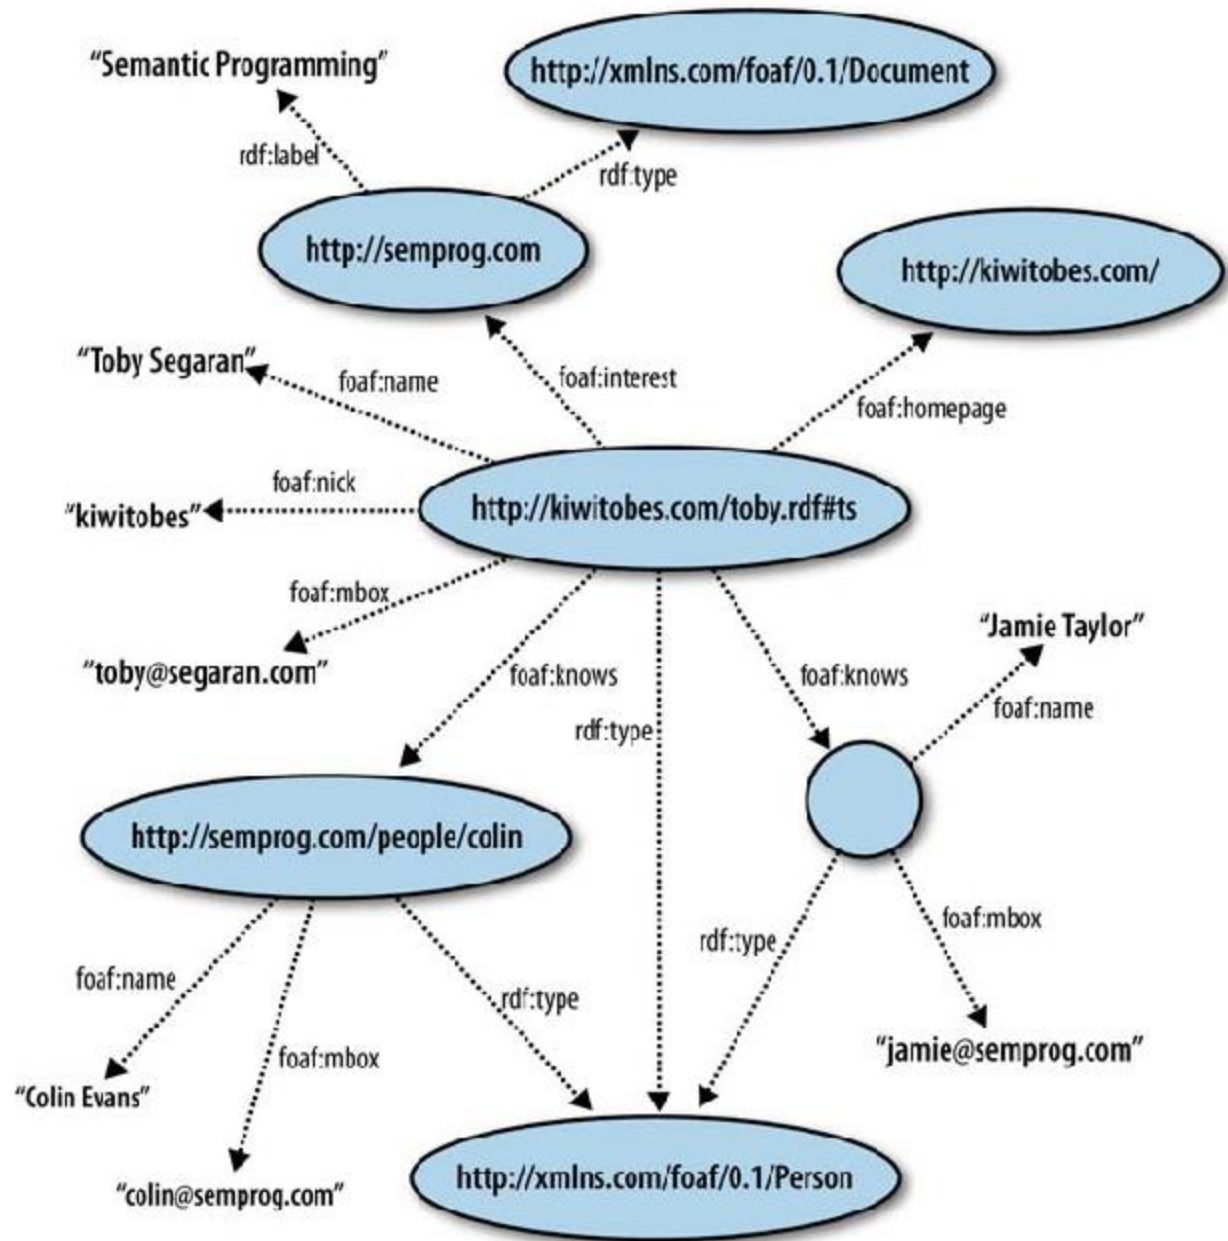 “Semantic Programming”
http://xmlns.com/foaf/0.1/Document
rdf:label
rdf:type
http://semprog.com
http://kiwitobes.com/
“Toby Segaran”
foaf:name
foaf:interest
foaf:homepage
foaf:nick
“kiwitobes”
http://kiwitobes.com/toby.rdf#ts
foaf:mbox
“toby@segaran.com”
“Jamie Taylor”
foaf:knows
foaf:knows
foaf:name
rdf:type
http://semprog.com/people/colin
foaf:name
rdf:type
foaf:mbox
rdf:type
foaf:mbox
“jamie@semprog.com”
“Colin Evans”
“colin@semprog.com”
http://xmlns.com/foaf/0.1/Person